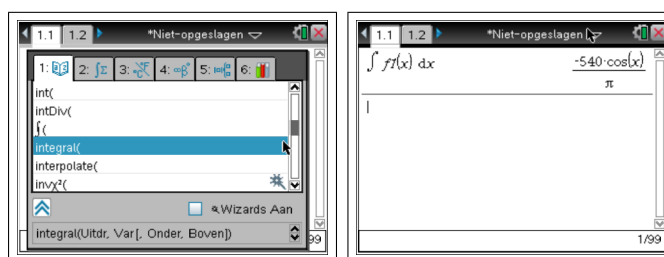 1.1 1.2 *Niet-opgeslagen
1: 2: ∫Σ 3: 4: 5: 6:
int(
intDiv(
∫(
integral(
interpolate(
invχ²(
Wizards Aan
integral(Uitdr, Var[, Onder, Boven])
99
1.1 1.2 *Niet-opgeslagen
∫ f1(x) dx -540·cos(x)
π
1/99